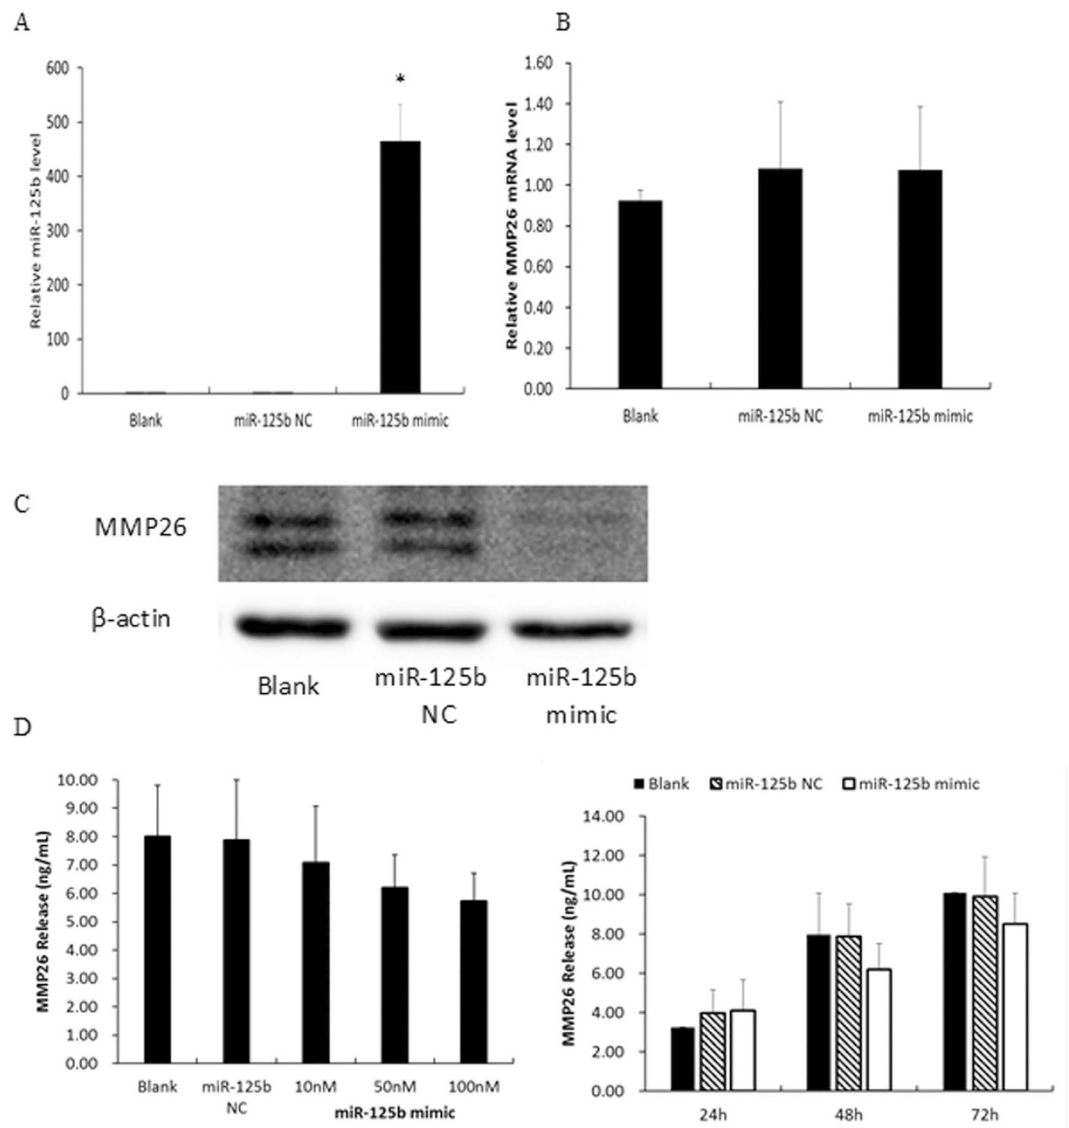 A
Relative miR-125b level
600
500
400
300
200
100
0
*
Blank miR-125b NC miR-125b mimic
B
Relative MMP26 mRNA level
1.60
1.40
1.20
1.00
0.80
0.60
0.40
0.20
0.00
Blank miR-125b NC miR-125b mimic
C
MMP26
β-actin
Blank
miR-125b
NC
miR-125b
mimic
D
MMP26 Release (ng/mL)
10.00
9.00
8.00
7.00
6.00
5.00
4.00
3.00
2.00
1.00
0.00
Blank
miR-125b
NC
10nM 50nM 100nM
miR-125b mimic
Blank miR-125b NC miR-125b mimic
MMP26 Release (ng/mL)
14.00
12.00
10.00
8.00
6.00
4.00
2.00
0.00
24h 48h 72h